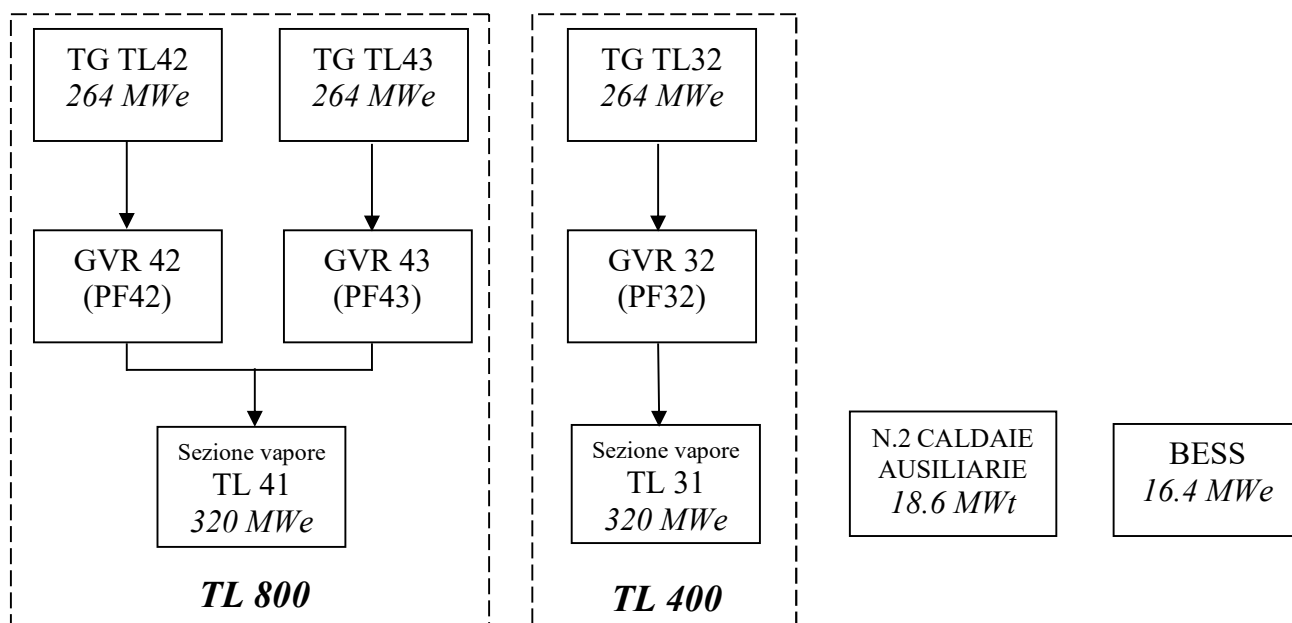 TG TL42
264 MWe
TG TL43
264 MWe
TG TL32
264 MWe
GVR 42
(PF42)
GVR 43
(PF43)
GVR 32
(PF32)
Sezione vapore
TL 41
320 MWe
Sezione vapore
TL 31
320 MWe
N.2 CALDAIE
AUSILIARIE
18.6 MWt
BESS
16.4 MWe
TL 800
TL 400